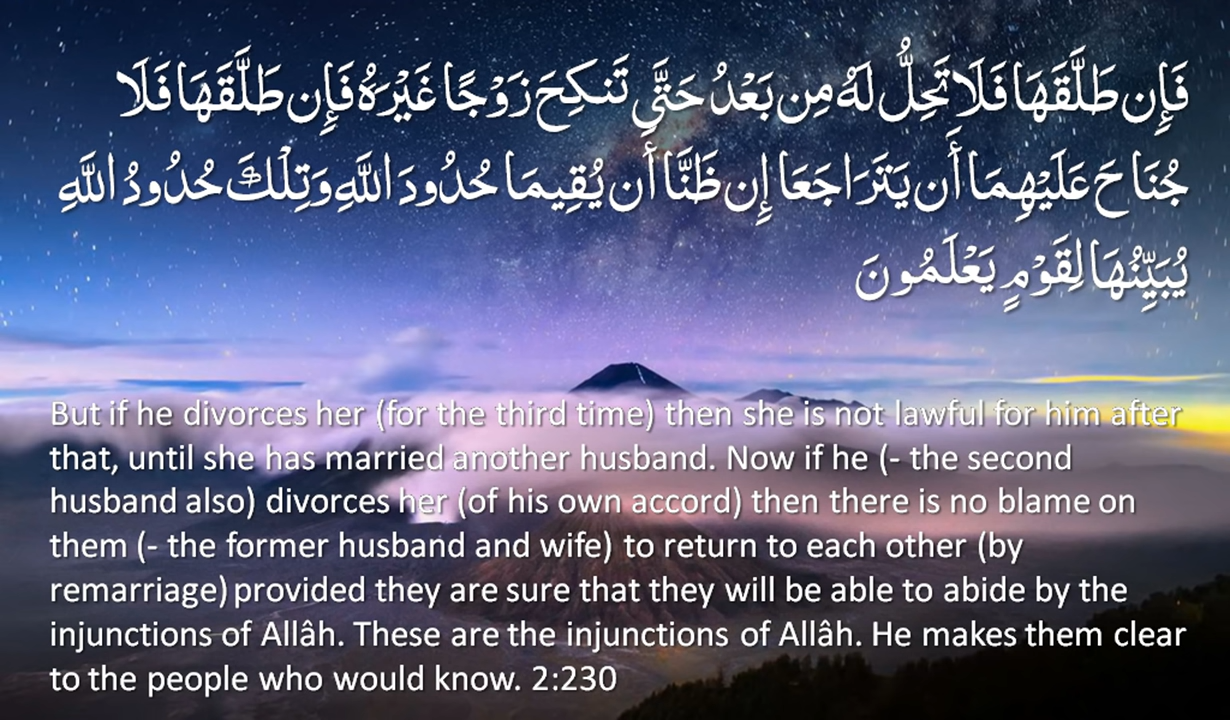 فَإِن طَلَّقَهَا فَلَا تَحِلُّ لَهُ مِن بَعْدُ حَتَّىٰ تَنكِحَ زَوْجًا غَيْرَهُ فَإِن طَلَّقَهَا فَلَا
جُنَاحَ عَلَيْهِمَا أَن يَتَرَاجَعَا إِن ظَنَّا أَن يُقِيمَا حُدُودَ اللَّهِ وَتِلْكَ حُدُودُ اللَّهِ
يُبَيِّنُهَا لِقَوْمٍ يَعْلَمُونَ
But if he divorces her (for the third time) then she is not lawful for him after
that, until she has married another husband. Now if he (- the second
husband also) divorces her (of his own accord) then there is no blame on
them (- the former husband and wife) to return to each other (by
remarriage) provided they are sure that they will be able to abide by the
injunctions of Allâh. These are the injunctions of Allâh. He makes them clear
to the people who would know. 2:230